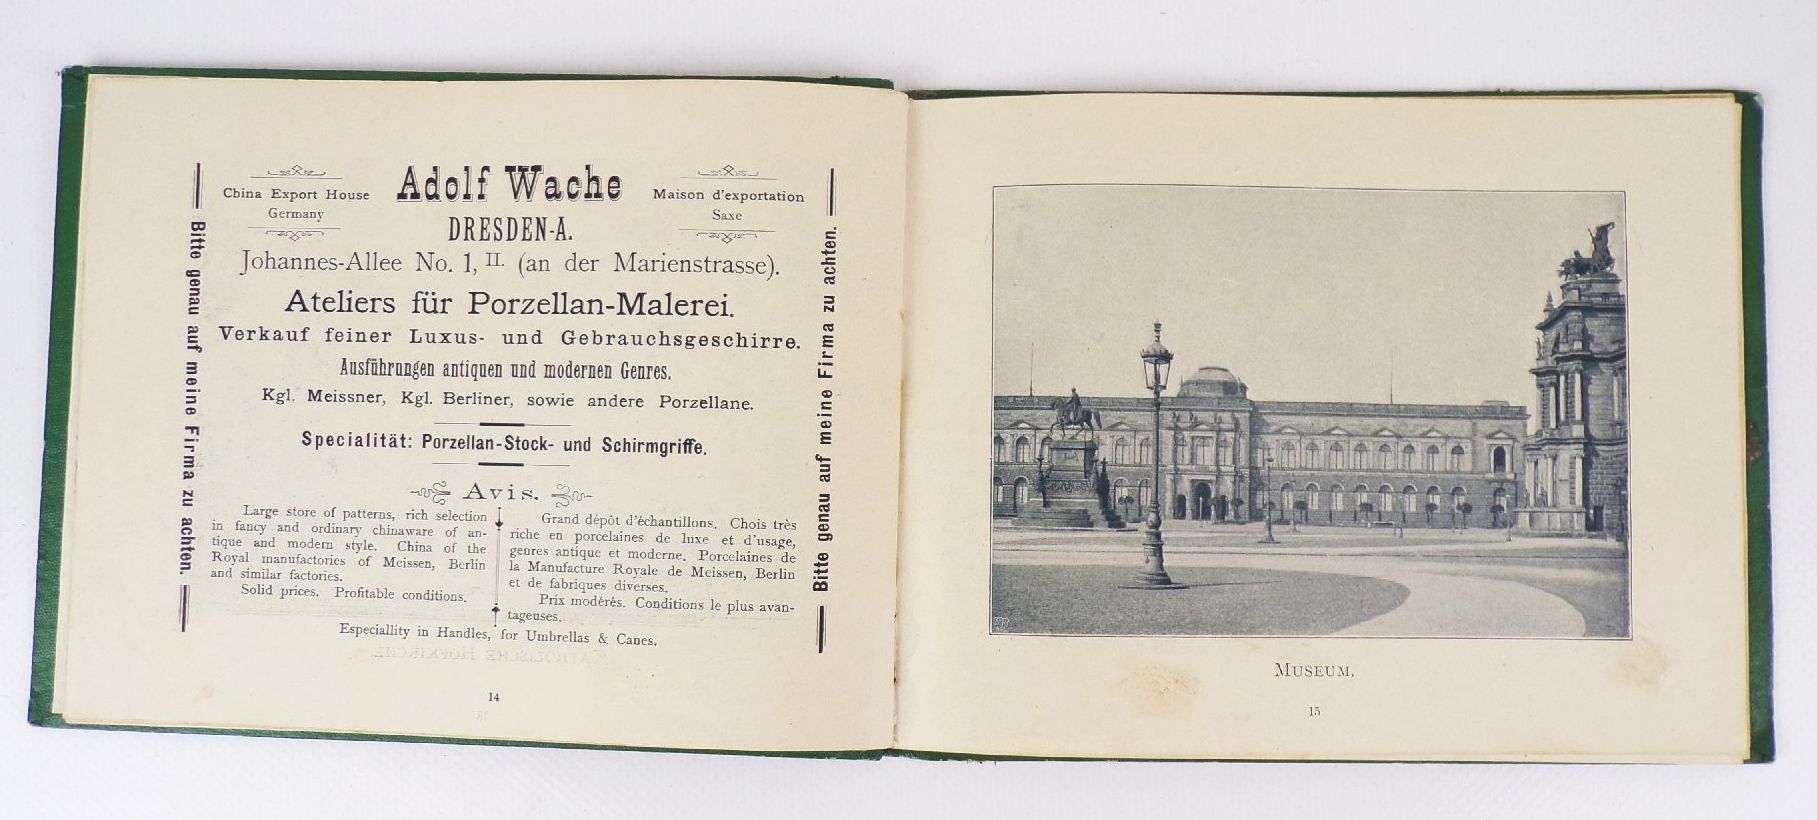 China Export House
Germany
Adolf Wache
Maison d'exportation
Saxe
DRESDEN-A.
Johannes-Allee No. 1, II. (an der Marienstrasse).
Ateliers für Porzellan-Malerei.
Verkauf feiner Luxus- und Gebrauchsgeschirre.
Ausführungen antiquen und modernen Genres.
Kgl. Meissner, Kgl. Berliner, sowie andere Porzellane.
Specialität: Porzellan-Stock- und Schirmgriffe.
Avis.
Large store of patterns, rich selection
in fancy and ordinary chinaware of an-
tique and modern style. China of the
Royal manufactories of Meissen, Berlin
and similar factories.
Solid prices. Profitable conditions.
Grand dépôt d'échantillons. Chois très
riche en porcelaines de luxe et d'usage,
genres antique et moderne. Porcelaines de
la Manufacture Royale de Meissen, Berlin
et de fabriques diverses.
Prix modérés. Conditions le plus avan-
tageuses.
Especiallity in Handles, for Umbrellas & Canes.
Bitte genau auf meine Firma zu achten.
Bitte genau auf meine Firma zu achten.
14
MUSEUM.
15